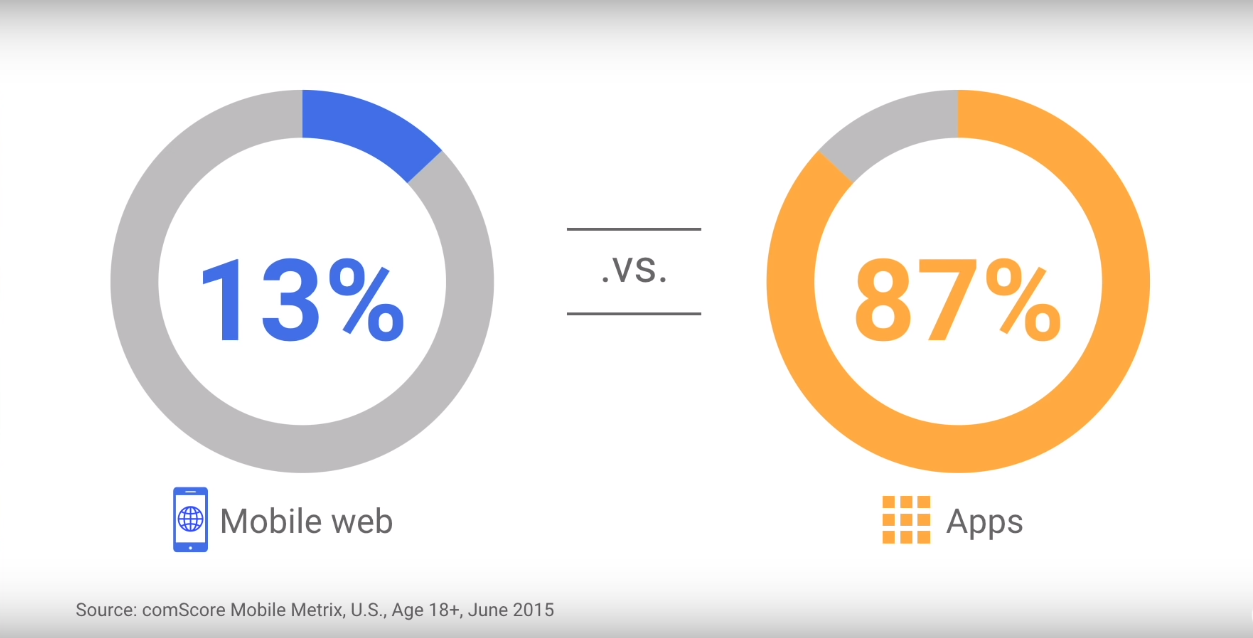 13%
.vs.
87%
Mobile web
Apps
Source: comScore Mobile Metrix, U.S., Age 18+, June 2015